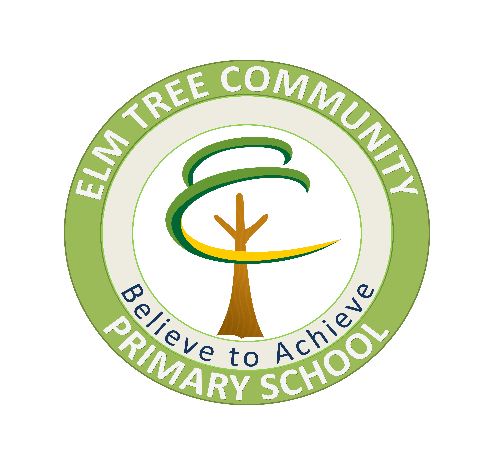 ELM TREE COMMUNITY
Believe to Achieve
PRIMARY SCHOOL